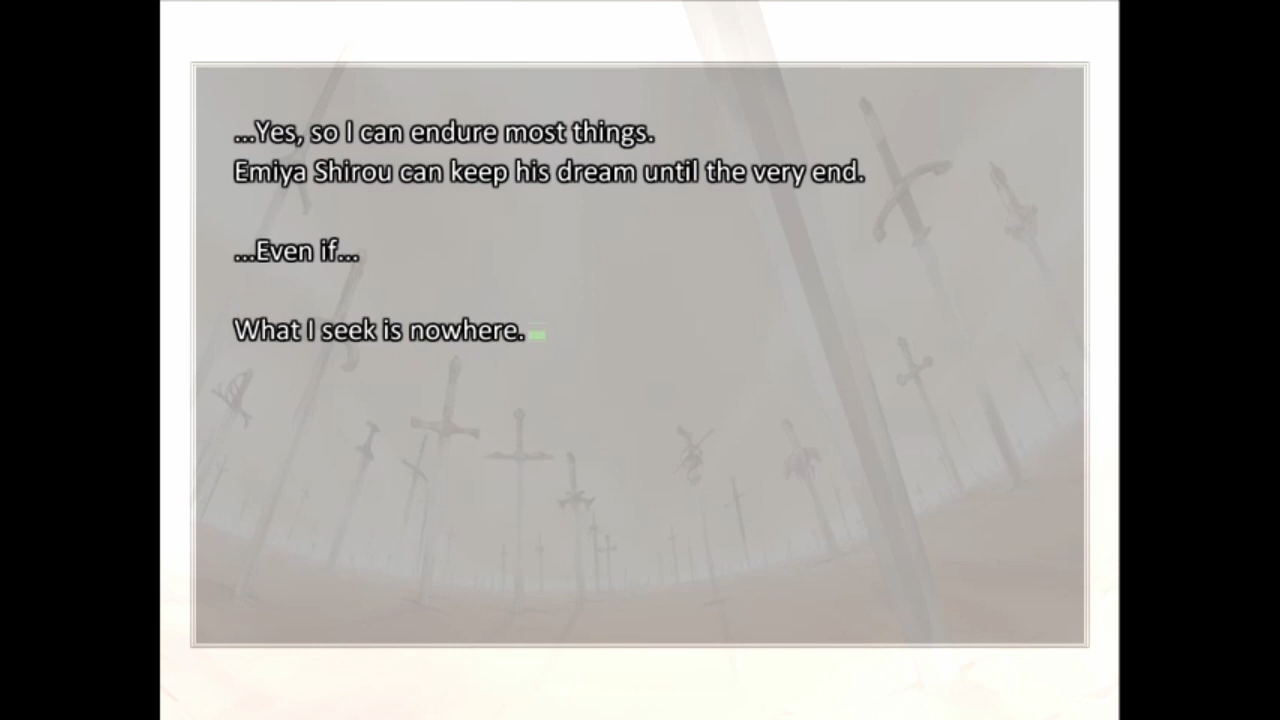 ...Yes, so I can endure most things.
Emiya Shirou can keep his dream until the very end.
...Even if...
What I seek is nowhere.